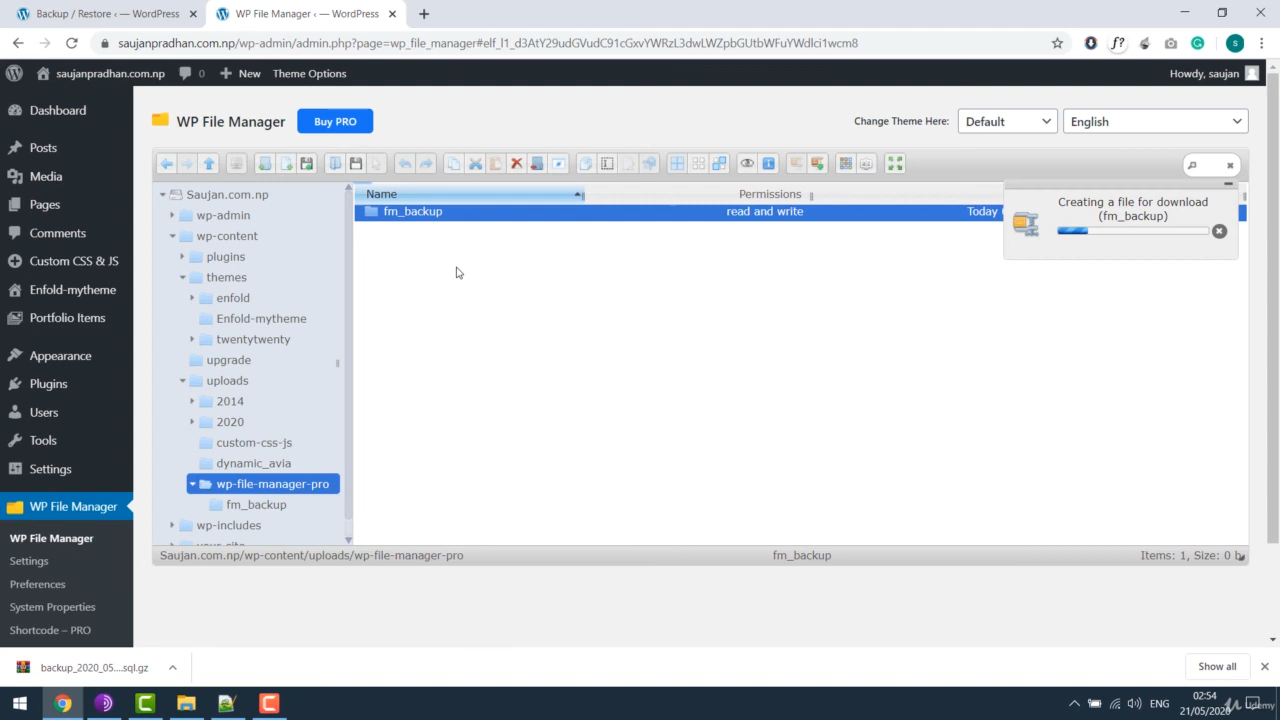 Backup / Restore ‹ — WordPress
WP File Manager ‹ — WordPress
saujanpradhan.com.np/wp-admin/admin.php?page=wp_file_manager#elf_l1_d3AtY29udGVudC91cGxvYWRzL3dwLWZpbGUtbWFuYWdlci1wcm8
f?
S
saujanpradhan.com.np
0
New
Theme Options
Howdy, saujan
Dashboard
Posts
Media
Pages
Comments
Custom CSS & JS
Enfold-mytheme
Portfolio Items
Appearance
Plugins
Users
Tools
Settings
WP File Manager
WP File Manager
Settings
Preferences
System Properties
Shortcode – PRO
WP File Manager
Buy PRO
Change Theme Here:
Default
English
Saujan.com.np
wp-admin
wp-content
plugins
themes
enfold
Enfold-mytheme
twentytwenty
upgrade
uploads
2014
2020
custom-css-js
dynamic_avia
wp-file-manager-pro
fm_backup
wp-includes
Name
Permissions
fm_backup
read and write
Today
Creating a file for download
(fm_backup)
Saujan.com.np/wp-content/uploads/wp-file-manager-pro
fm_backup
Items: 1, Size: 0 b
backup_2020_05....sql.gz
Show all
ENG
02:54
21/05/2020
Udemy